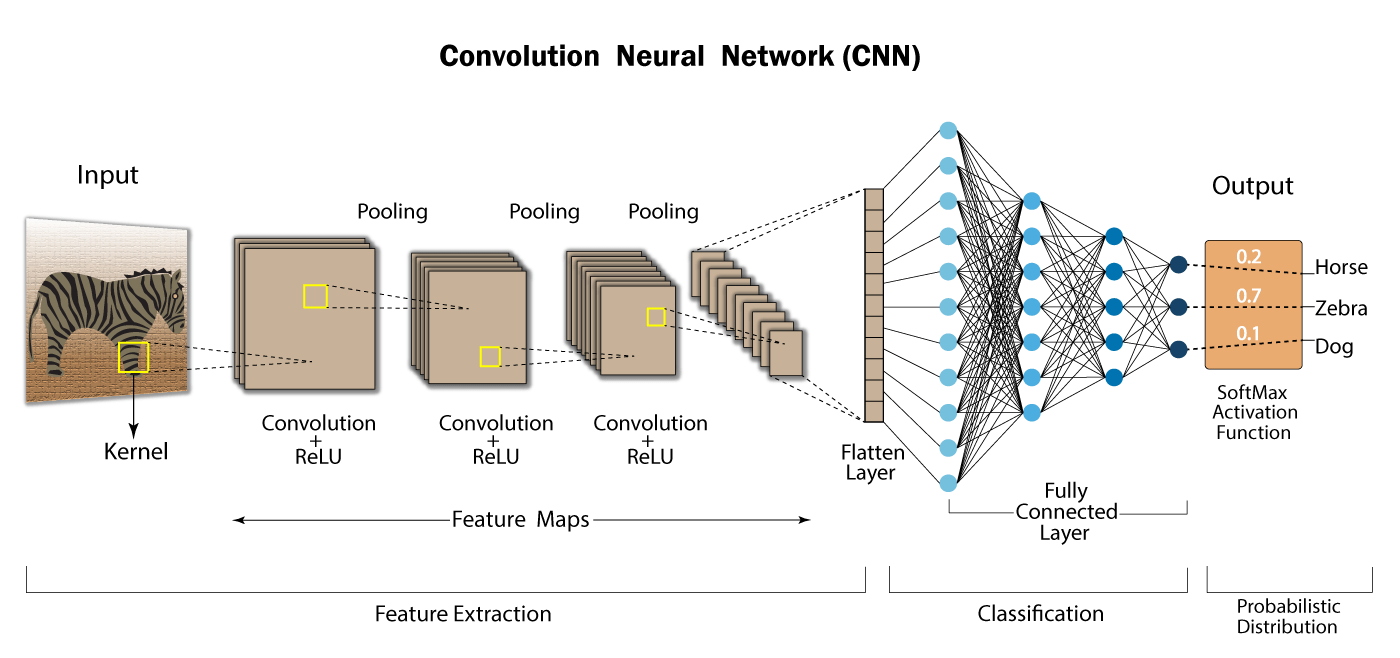 Convolution Neural Network (CNN)
Input
Pooling
Pooling
Pooling
Output
0.2
Horse
0.7
Zebra
0.1
Dog
SoftMax
Activation
Function
Kernel
Convolution
+
ReLU
Convolution
+
ReLU
Convolution
+
ReLU
Flatten
Layer
Feature Maps
Fully
Connected
Layer
Feature Extraction
Classification
Probabilistic
Distribution